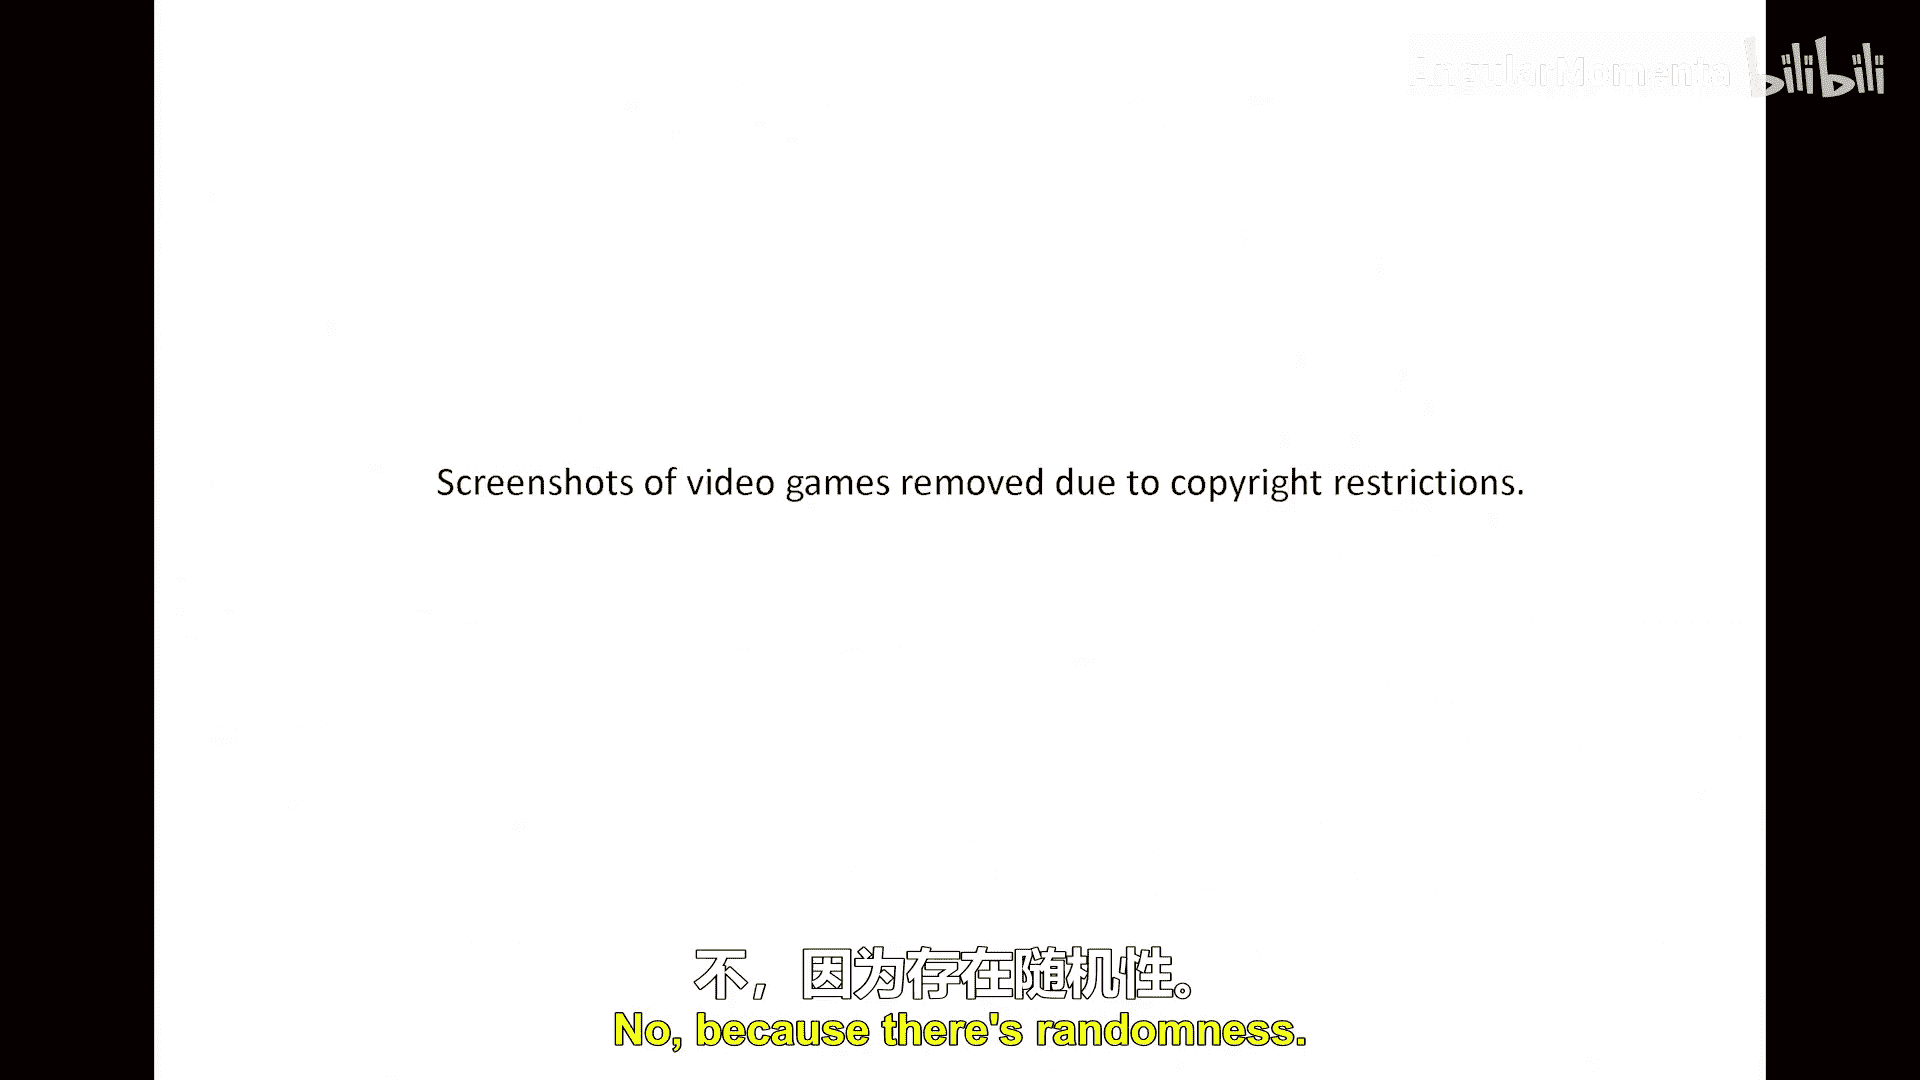 AngularMomenta bilibili
Screenshots of video games removed due to copyright restrictions.
不，因为存在随机性。
No, because there's randomness.